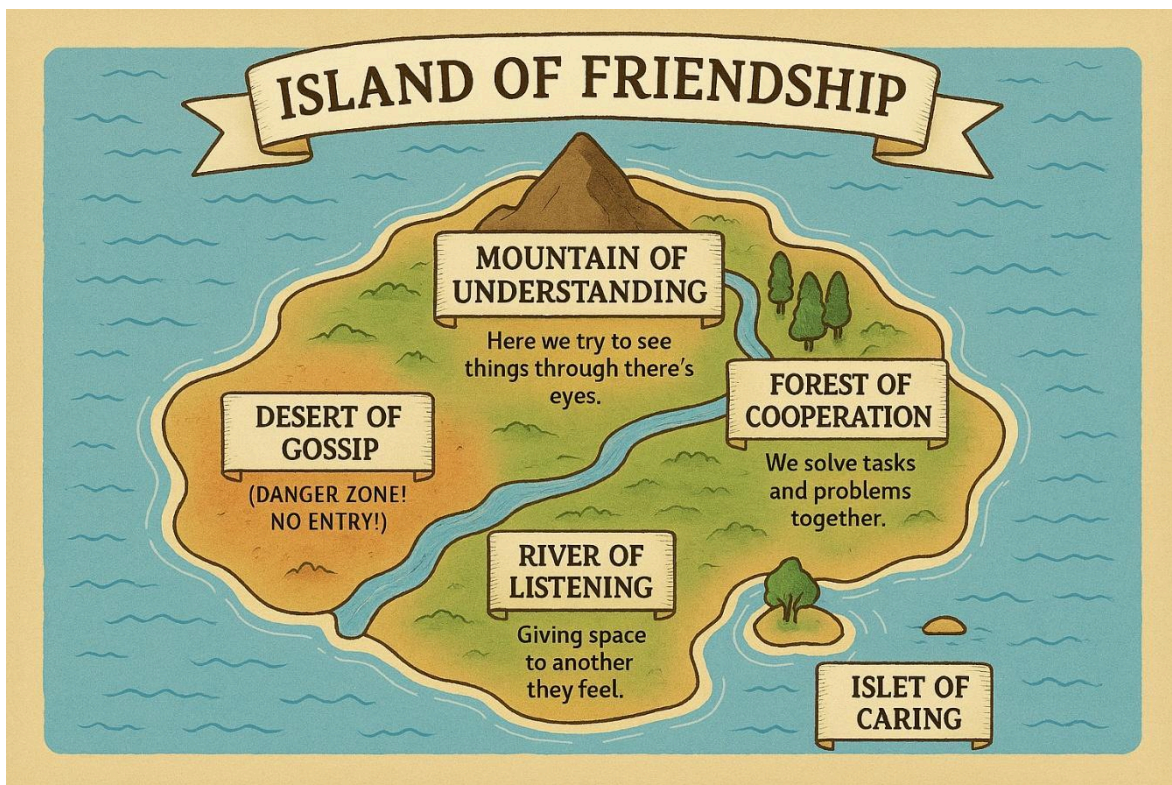 ISLAND OF FRIENDSHIP
MOUNTAIN OF
UNDERSTANDING
Here we try to see
things through there's
eyes.
DESERT OF
GOSSIP
(DANGER ZONE!
NO ENTRY!)
FOREST OF
COOPERATION
We solve tasks
and problems
together.
RIVER OF
LISTENING
Giving space
to another
they feel.
ISLET OF
CARING